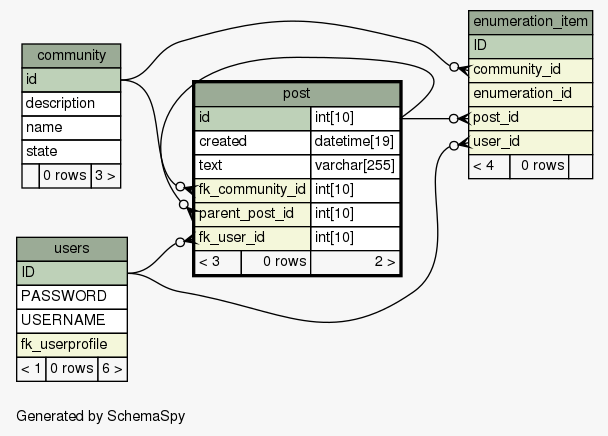 community
id
description
name
state
0 rows 3 >
post
id int[10]
created datetime[19]
text varchar[255]
fk_community_id int[10]
parent_post_id int[10]
fk_user_id int[10]
< 3 0 rows 2 >
enumeration_item
ID
community_id
enumeration_id
post_id
user_id
< 4 0 rows
users
ID
PASSWORD
USERNAME
fk_userprofile
< 1 0 rows 6 >
Generated by SchemaSpy